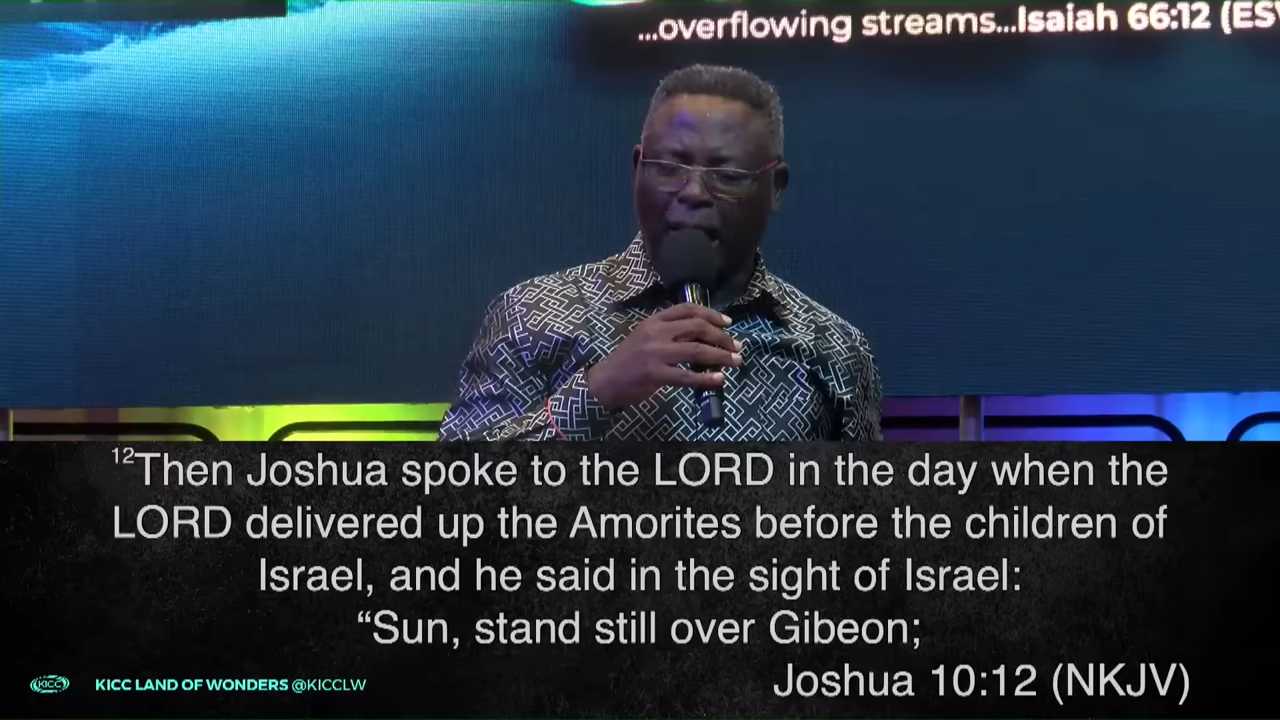 ...overflowing streams...Isaiah 66:12 (ESV
12Then Joshua spoke to the LORD in the day when the
LORD delivered up the Amorites before the children of
Israel, and he said in the sight of Israel:
“Sun, stand still over Gibeon;
Joshua 10:12 (NKJV)
KICC KICC LAND OF WONDERS @KICCLW